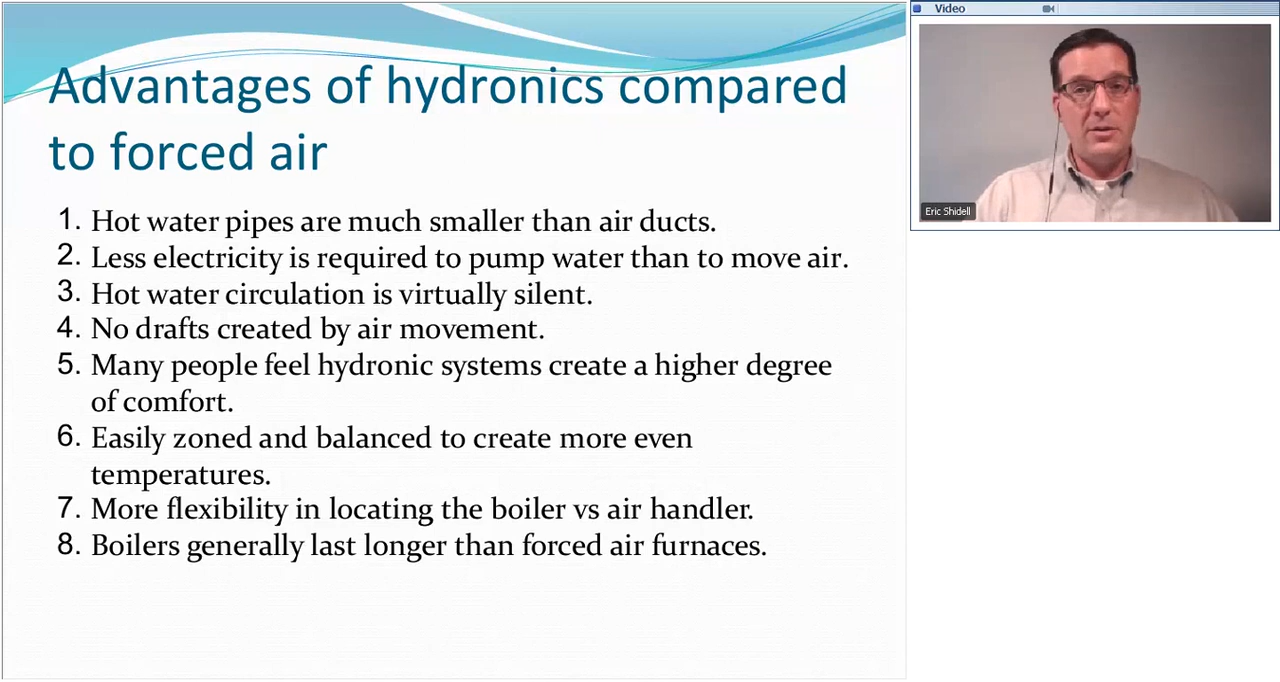 Advantages of hydronics compared
to forced air
1. Hot water pipes are much smaller than air ducts.
2. Less electricity is required to pump water than to move air.
3. Hot water circulation is virtually silent.
4. No drafts created by air movement.
5. Many people feel hydronic systems create a higher degree
of comfort.
6. Easily zoned and balanced to create more even
temperatures.
7. More flexibility in locating the boiler vs air handler.
8. Boilers generally last longer than forced air furnaces.
Video
Eric Shidell